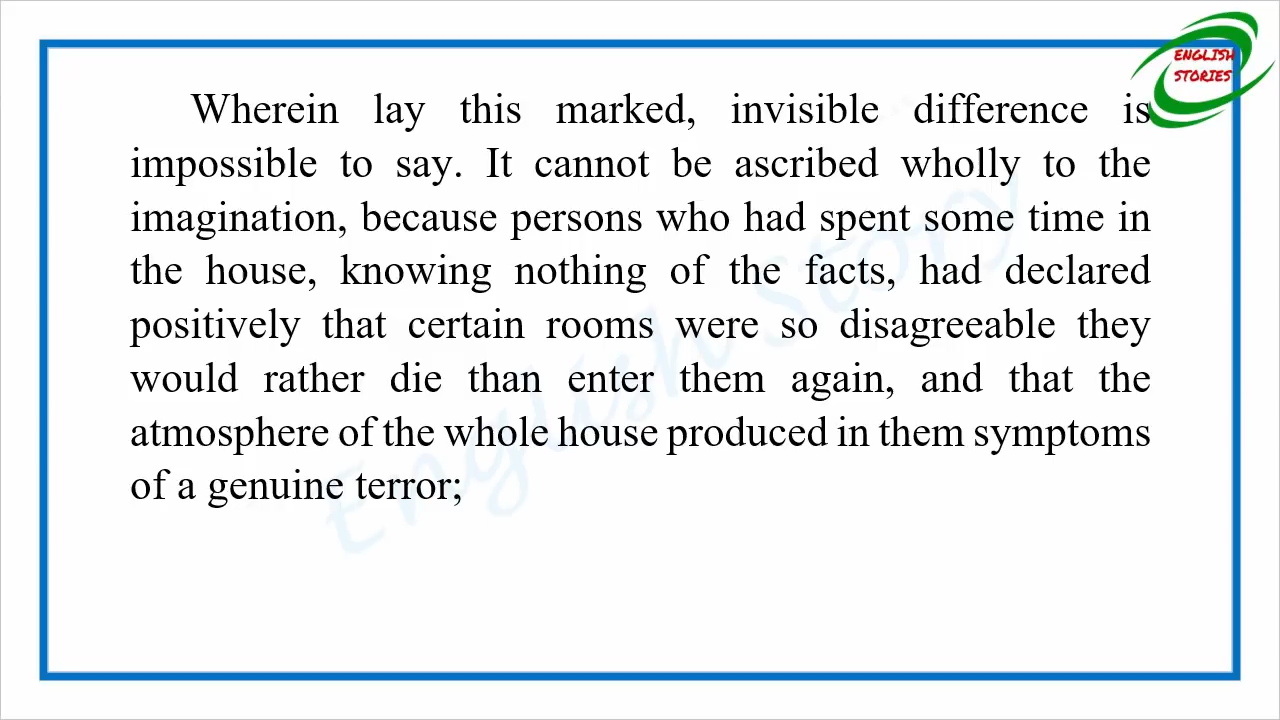 ENGLISH
STORIES
Wherein lay this marked, invisible difference is
impossible to say. It cannot be ascribed wholly to the
imagination, because persons who had spent some time in
the house, knowing nothing of the facts, had declared
positively that certain rooms were so disagreeable they
would rather die than enter them again, and that the
atmosphere of the whole house produced in them symptoms
of a genuine terror;
English Story